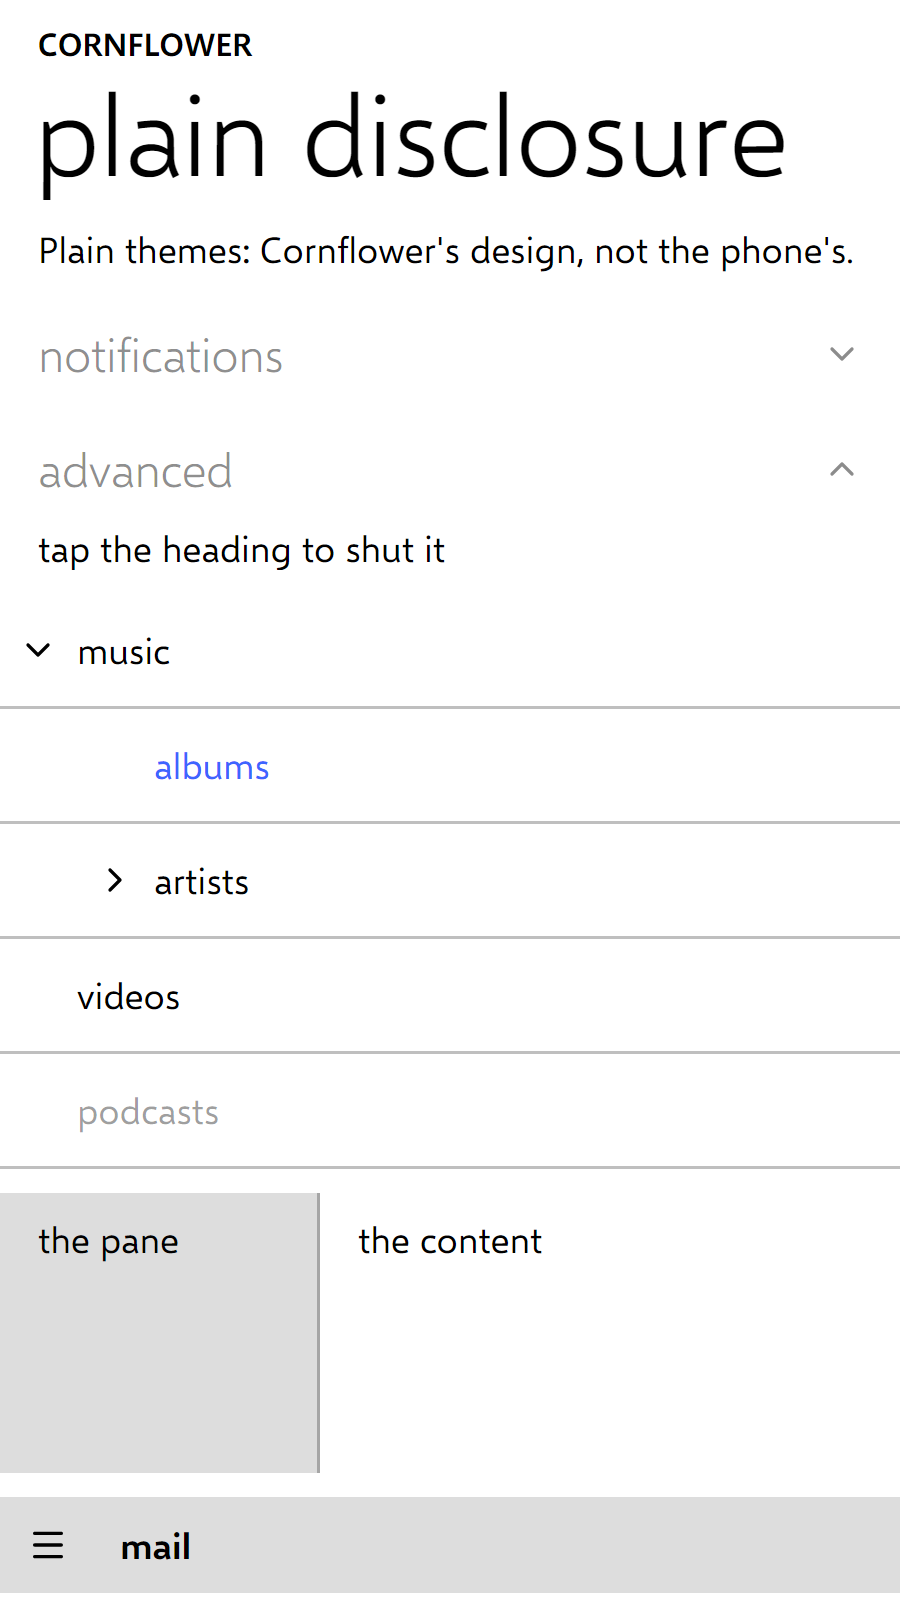 CORNFLOWER
plain disclosure
Plain themes: Cornflower's design, not the phone's.
notifications
advanced
tap the heading to shut it
music
albums
artists
videos
podcasts
the pane
the content
mail